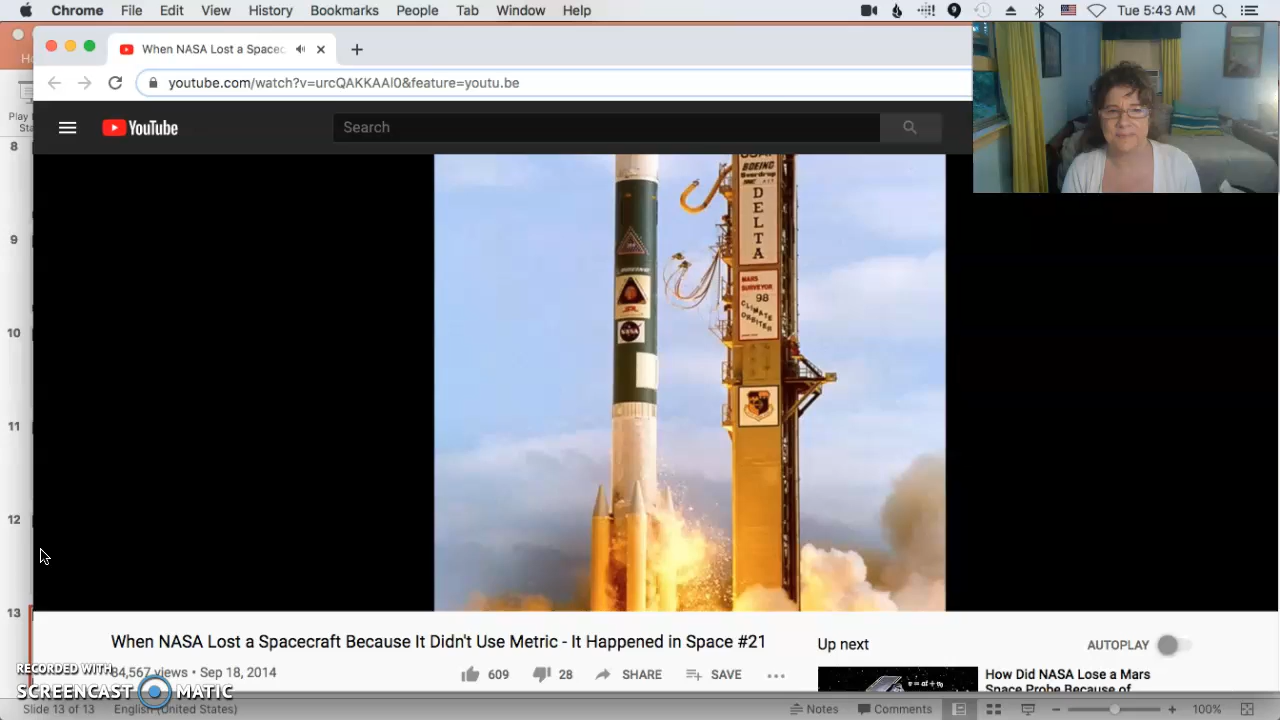 Chrome File Edit View History Bookmarks People Tab Window Help Tue 5:43 AM
When NASA Lost a Spacec
youtube.com/watch?v=urcQAKKAAl0&feature=youtu.be
Play
YouTube
Search
8
9
10
11
12
13
BOEING
DELTA
MARS
SURVEYOR
98
CLIMATE
ORBITER
NASA
When NASA Lost a Spacecraft Because It Didn't Use Metric - It Happened in Space #21
84,567 views • Sep 18, 2014
609
28
SHARE
SAVE
Up next
AUTOPLAY
How Did NASA Lose a Mars
Space Probe Because of
RECORDED WITH
SCREENCAST MATIC
Slide 13 of 13 English (United States) Notes Comments 100%